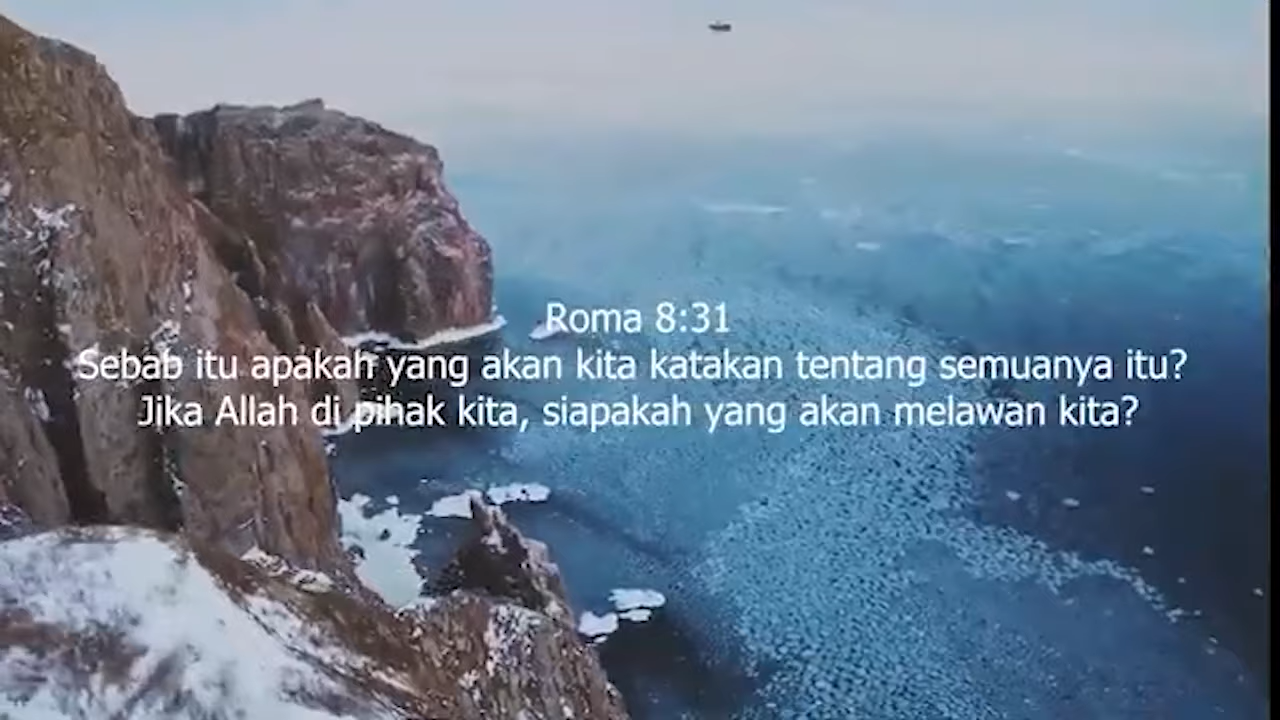 Roma 8:31
Sebab itu apakah yang akan kita katakan tentang semuanya itu?
Jika Allah di pihak kita, siapakah yang akan melawan kita?